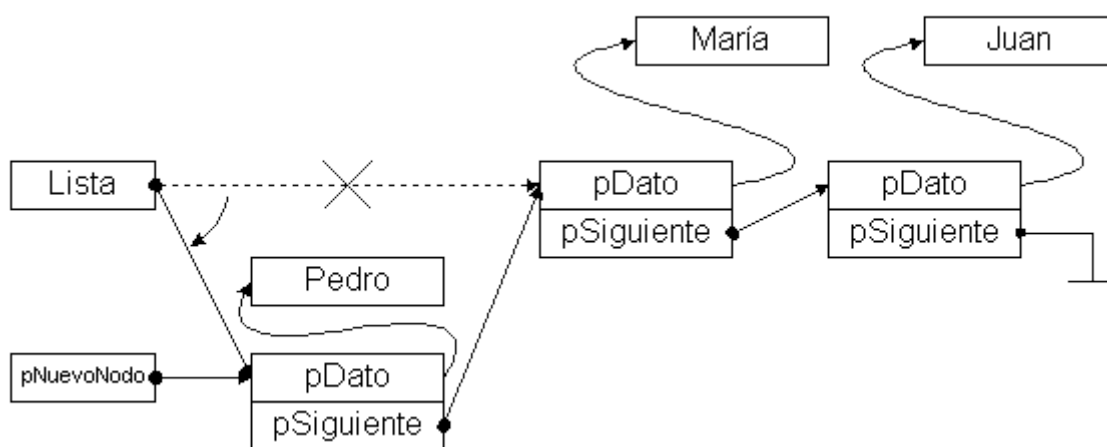 María
Juan
Lista
pDato
pDato
pSiguiente
pSiguiente
Pedro
pNuevoNodo
pDato
pSiguiente